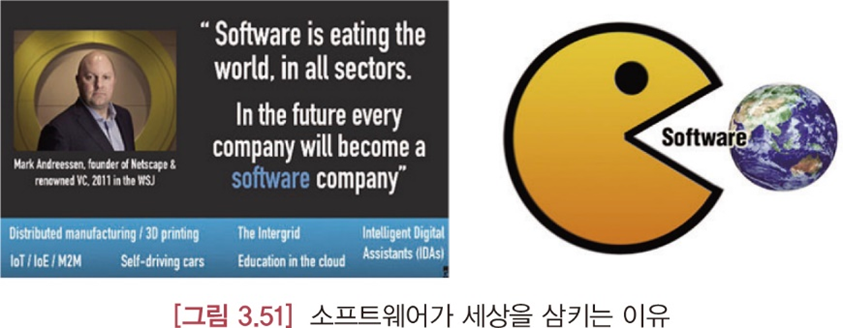 “ Software is eating the
world, in all sectors.
In the future every
company will become a
software company”
Mark Andreessen, founder of Netscape &
renowned VC, 2011 in the WSJ
Distributed manufacturing / 3D printing
The Intergrid
Intelligent Digital
Assistants (IDAs)
IoT / IoE / M2M
Self-driving cars
Education in the cloud
Software
[그림 3.51] 소프트웨어가 세상을 삼키는 이유